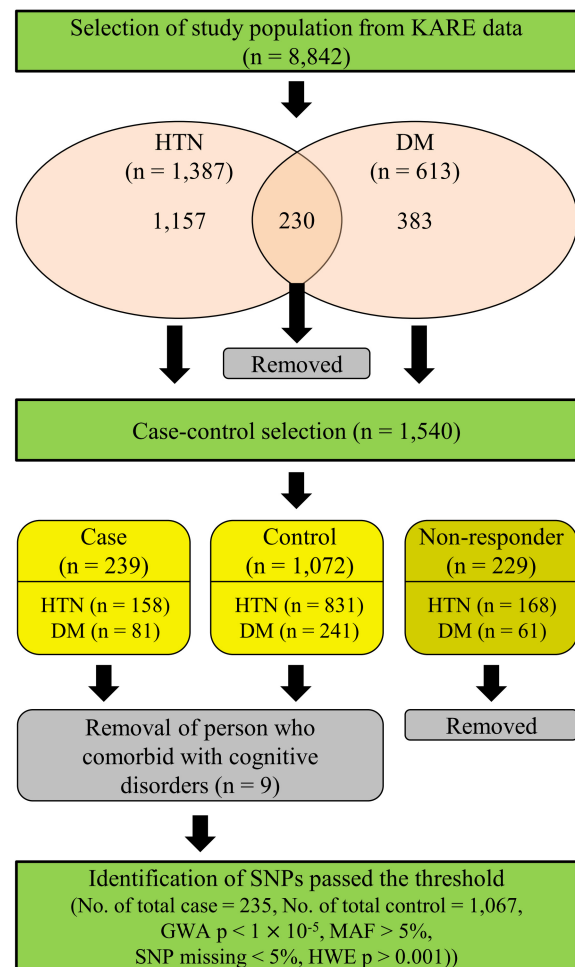 Selection of study population from KARE data
(n = 8,842)
HTN
(n = 1,387)
DM
(n = 613)
1,157
230
383
Removed
Case-control selection (n = 1,540)
Case
(n = 239)
HTN (n = 158)
DM (n = 81)
Control
(n = 1,072)
HTN (n = 831)
DM (n = 241)
Non-responder
(n = 229)
HTN (n = 168)
DM (n = 61)
Removal of person who
comorbid with cognitive
disorders (n = 9)
Removed
Identification of SNPs passed the threshold
(No. of total case = 235, No. of total control = 1,067,
GWA p < 1 × 10⁻⁵, MAF > 5%,
SNP missing < 5%, HWE p > 0.001))